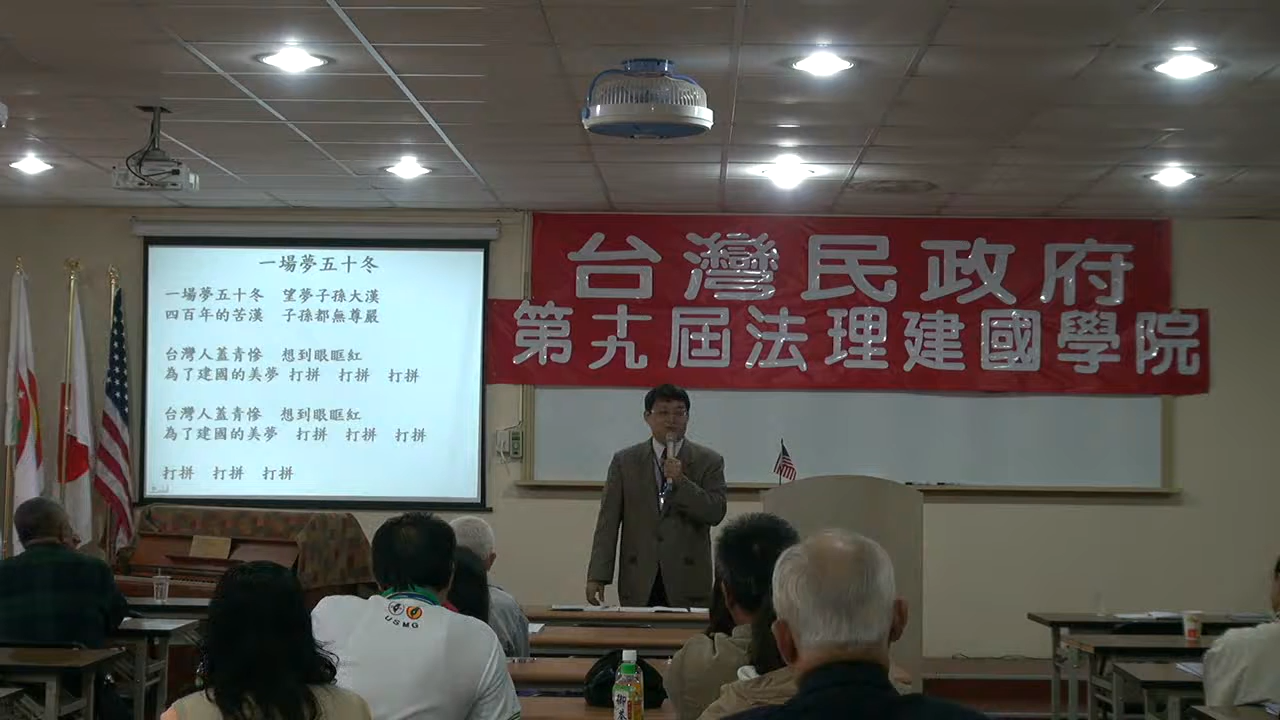 一場夢五十冬
一場夢五十冬　望夢子孫大漢
四百年的苦漢　子孫都無尊嚴
台灣人蓋青慘　想到眼眶紅
為了建國的美夢 打拼　打拼　打拼
台灣人蓋青慘　想到眼眶紅
為了建國的美夢　打拼　打拼　打拼
打拼　打拼　打拼
台灣民政府
第十九屆法理建國學院
USMG